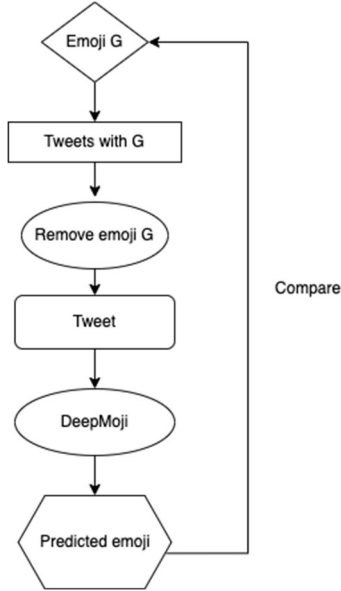 Emoji G
Tweets with G
Remove emoji G
Compare
Tweet
DeepMoji
Predicted emoji